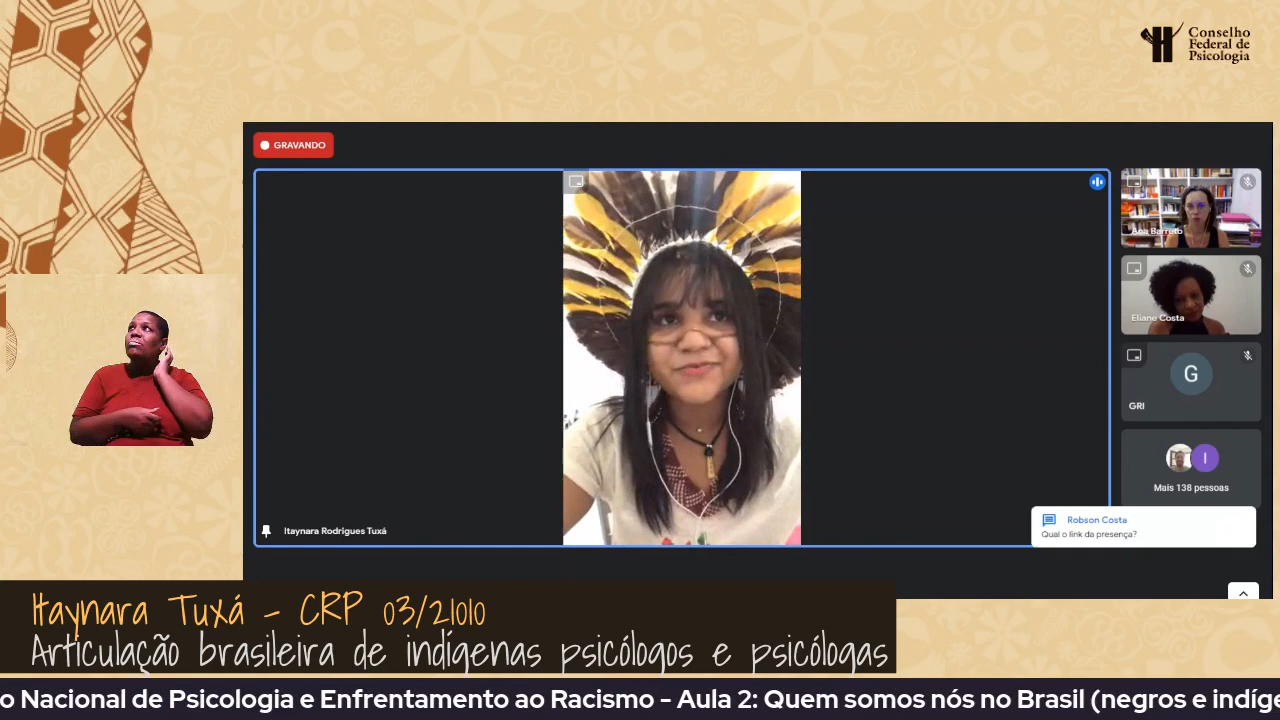 Conselho
Federal de
Psicologia
GRAVANDO
Ana Barreto
Eliane Costa
G
GRI
I
Mais 138 pessoas
Itaynara Rodrigues Tuxá
Robson Costa
Qual o link da presença?
Itaynara Tuxá - CRP 03/21010
Articulação brasileira de indígenas psicólogos e psicólogas
o Nacional de Psicologia e Enfrentamento ao Racismo - Aula 2: Quem somos nós no Brasil (negros e indíge